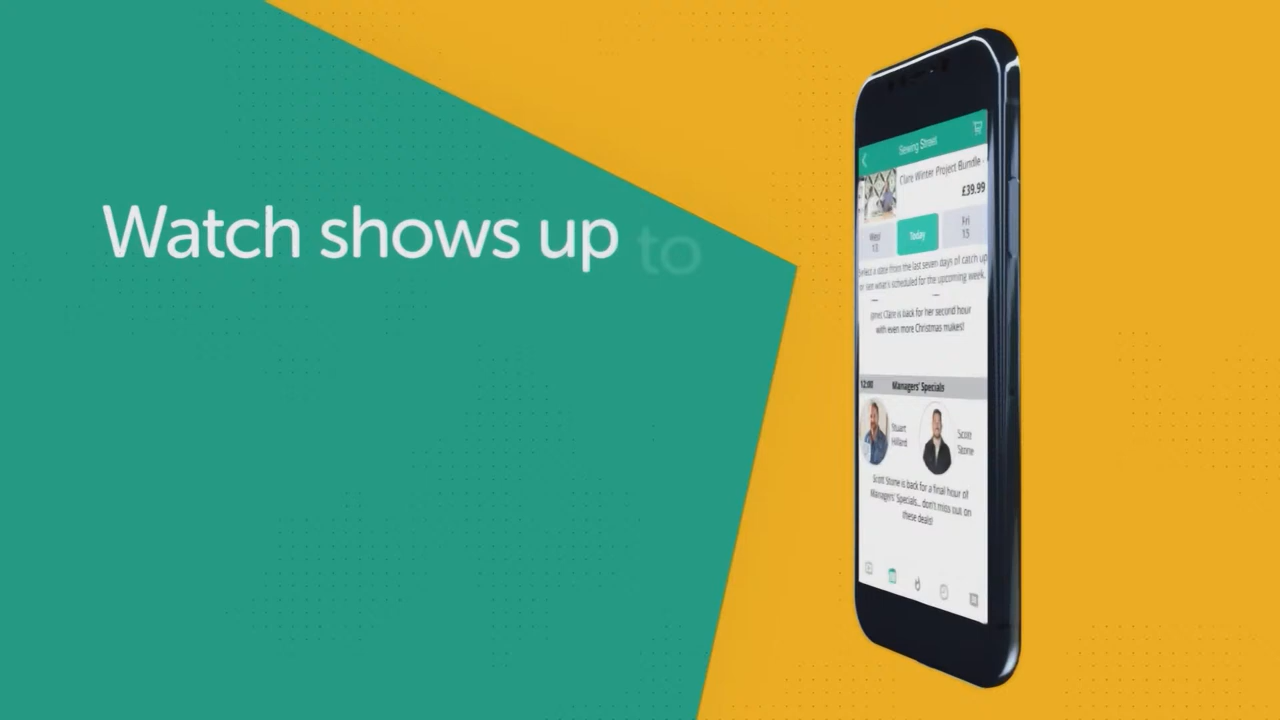 Watch shows up to
Sewing Street
Clare Winter Project Bundle
£39.99
Wed
13
Today
Fri
15
Select a date from the last seven days of catch up
or see what's scheduled for the upcoming week.
Claire is back for her second hour
with even more Christmas makes!
12:00 Managers' Specials
Stuart
Hillard
Scott
Stone
Scott Stone is back for a final hour of
Managers' Specials... don't miss out on
these deals!